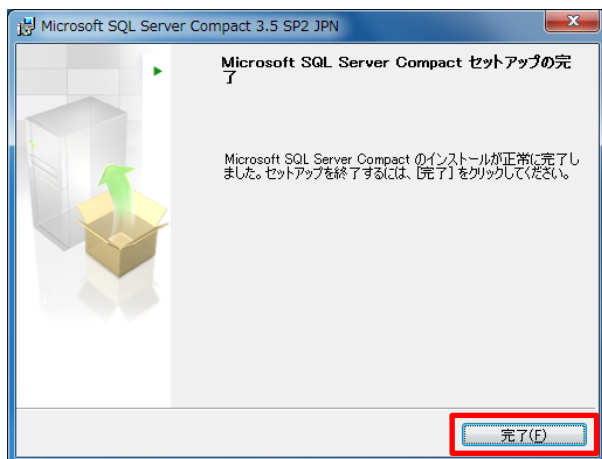 Microsoft SQL Server Compact 3.5 SP2 JPN
Microsoft SQL Server Compact セットアップの完
了
Microsoft SQL Server Compact のインストールが正常に完了し
ました。セットアップを終了するには、[完了] をクリックしてください。
完了(F)